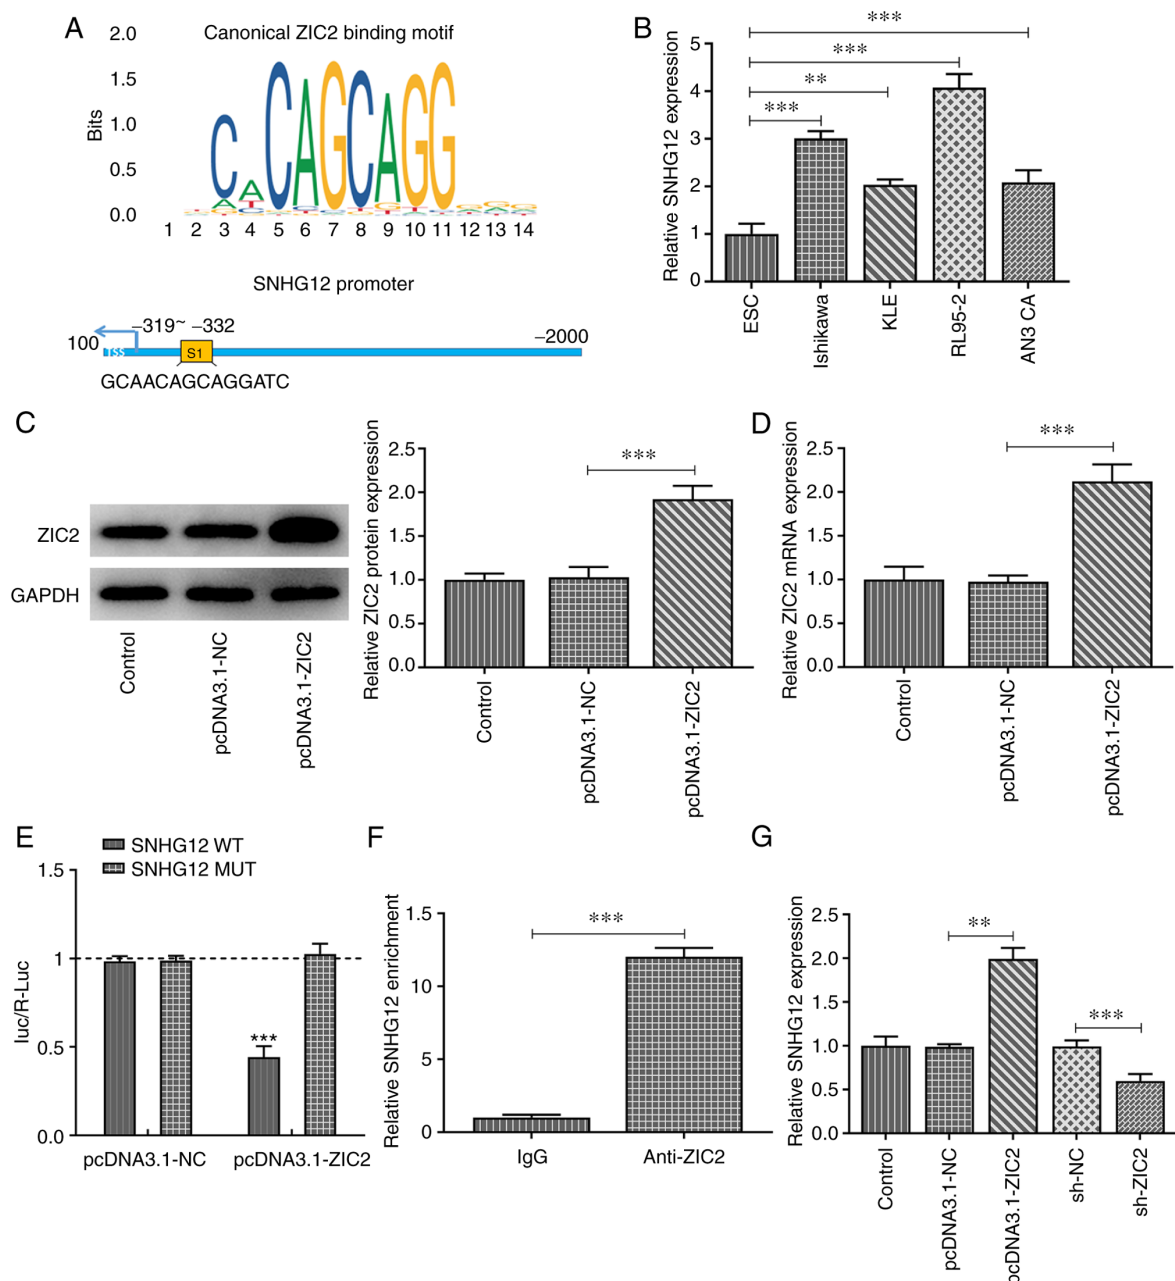 A
Canonical ZIC2 binding motif
Bits
2.0
1.5
1.0
0.5
0.0
CACAGCAGG
1 2 3 4 5 6 7 8 9 10 11 12 13 14
SNHG12 promoter
−319~ −332
−2000
100
TSS
S1
GCAACAGCAGGATC
B
Relative SNHG12 expression
5
4
3
2
1
0
***
***
**
***
ESC
Ishikawa
KLE
RL95-2
AN3 CA
C
ZIC2
GAPDH
Control
pcDNA3.1-NC
pcDNA3.1-ZIC2
Relative ZIC2 protein expression
2.5
2.0
1.5
1.0
0.5
0.0
***
Control
pcDNA3.1-NC
pcDNA3.1-ZIC2
D
Relative ZIC2 mRNA expression
2.5
2.0
1.5
1.0
0.5
0.0
***
Control
pcDNA3.1-NC
pcDNA3.1-ZIC2
E
SNHG12 WT
SNHG12 MUT
luc/R-Luc
1.5
1
0.5
0.0
***
pcDNA3.1-NC
pcDNA3.1-ZIC2
F
Relative SNHG12 enrichment
15
10
5
0
***
IgG
Anti-ZIC2
G
Relative SNHG12 expression
2.5
2.0
1.5
1.0
0.5
0.0
**
***
Control
pcDNA3.1-NC
pcDNA3.1-ZIC2
sh-NC
sh-ZIC2